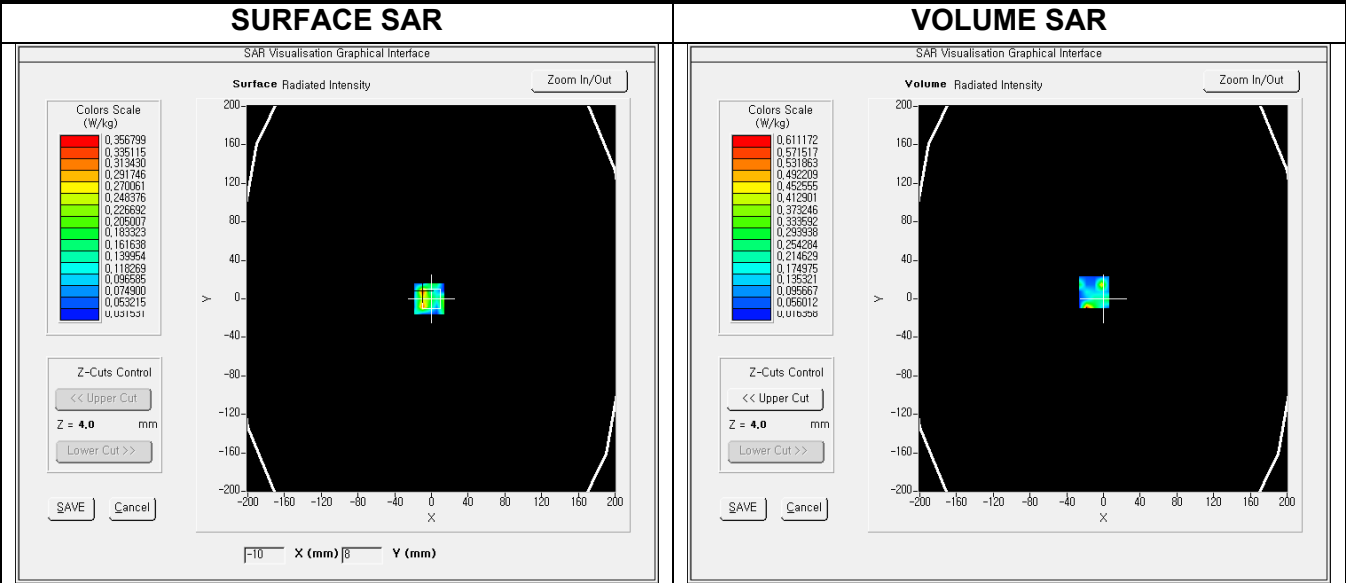 SURFACE SAR
SAR Visualisation Graphical Interface
Surface Radiated Intensity
Zoom In/Out
Colors Scale
(W/kg)
0,356799
0,335115
0,313430
0,291746
0,270061
0,248376
0,226692
0,205007
0,183323
0,161638
0,139954
0,118269
0,096585
0,074900
0,053215
0,031531
Z-Cuts Control
<< Upper Cut
Z = 4,0 mm
Lower Cut >>
SAVE Cancel
200
160
120
80
40
0
-40
-80
-120
-160
-200
Y
-200 -160 -120 -80 -40 0 40 80 120 160 200
X
-10 X (mm) 8 Y (mm)
VOLUME SAR
SAR Visualisation Graphical Interface
Volume Radiated Intensity
Zoom In/Out
Colors Scale
(W/kg)
0,611172
0,571517
0,531863
0,492209
0,452555
0,412901
0,373246
0,333592
0,293938
0,254284
0,214629
0,174975
0,135321
0,095667
0,056012
0,016358
Z-Cuts Control
<< Upper Cut
Z = 4,0 mm
Lower Cut >>
SAVE Cancel
200
160
120
80
40
0
-40
-80
-120
-160
-200
Y
-200 -160 -120 -80 -40 0 40 80 120 160 200
X